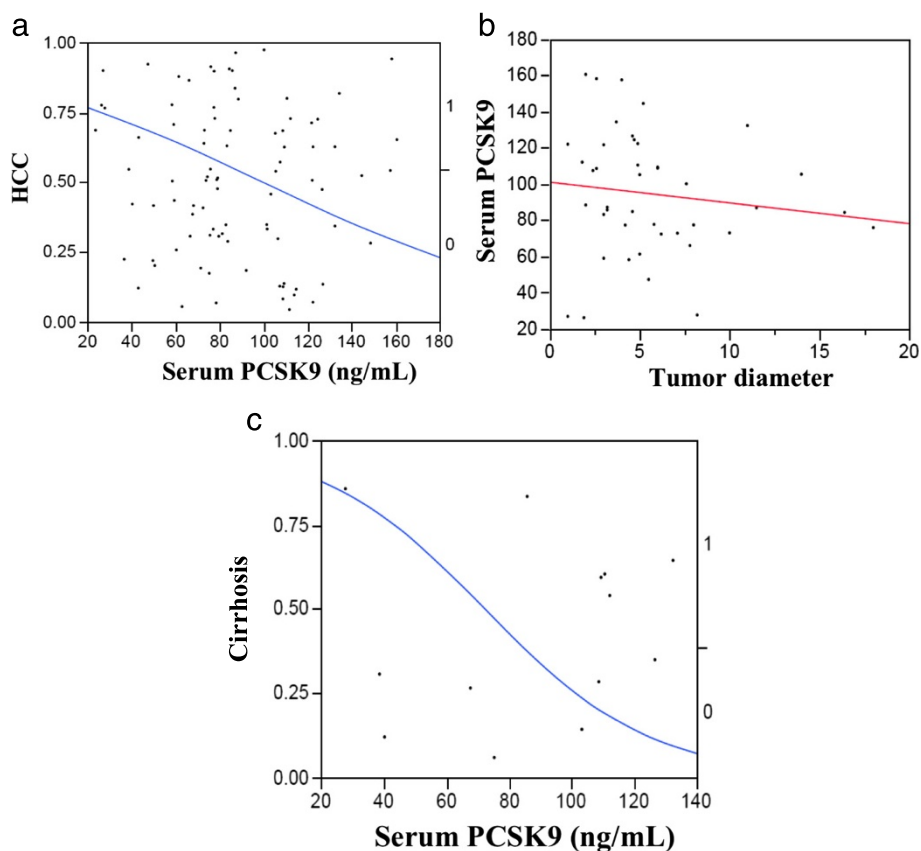 a
1.00
0.75
0.50
0.25
0.00
HCC
1
0
20 40 60 80 100 120 140 160 180
Serum PCSK9 (ng/mL)
b
180
160
140
120
100
80
60
40
20
Serum PCSK9
0 5 10 15 20
Tumor diameter
c
1.00
0.75
0.50
0.25
0.00
Cirrhosis
1
0
20 40 60 80 100 120 140
Serum PCSK9 (ng/mL)